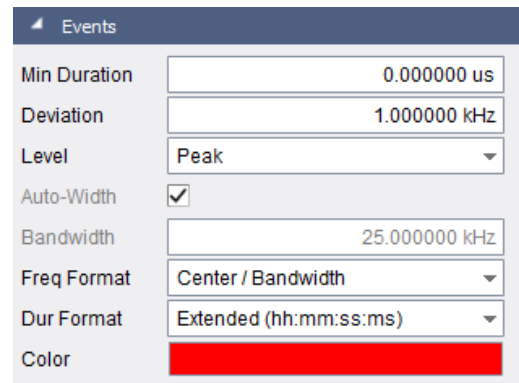 Events
Min Duration 0.000000 us
Deviation 1.000000 kHz
Level Peak
Auto-Width
Bandwidth 25.000000 kHz
Freq Format Center / Bandwidth
Dur Format Extended (hh:mm:ss:ms)
Color